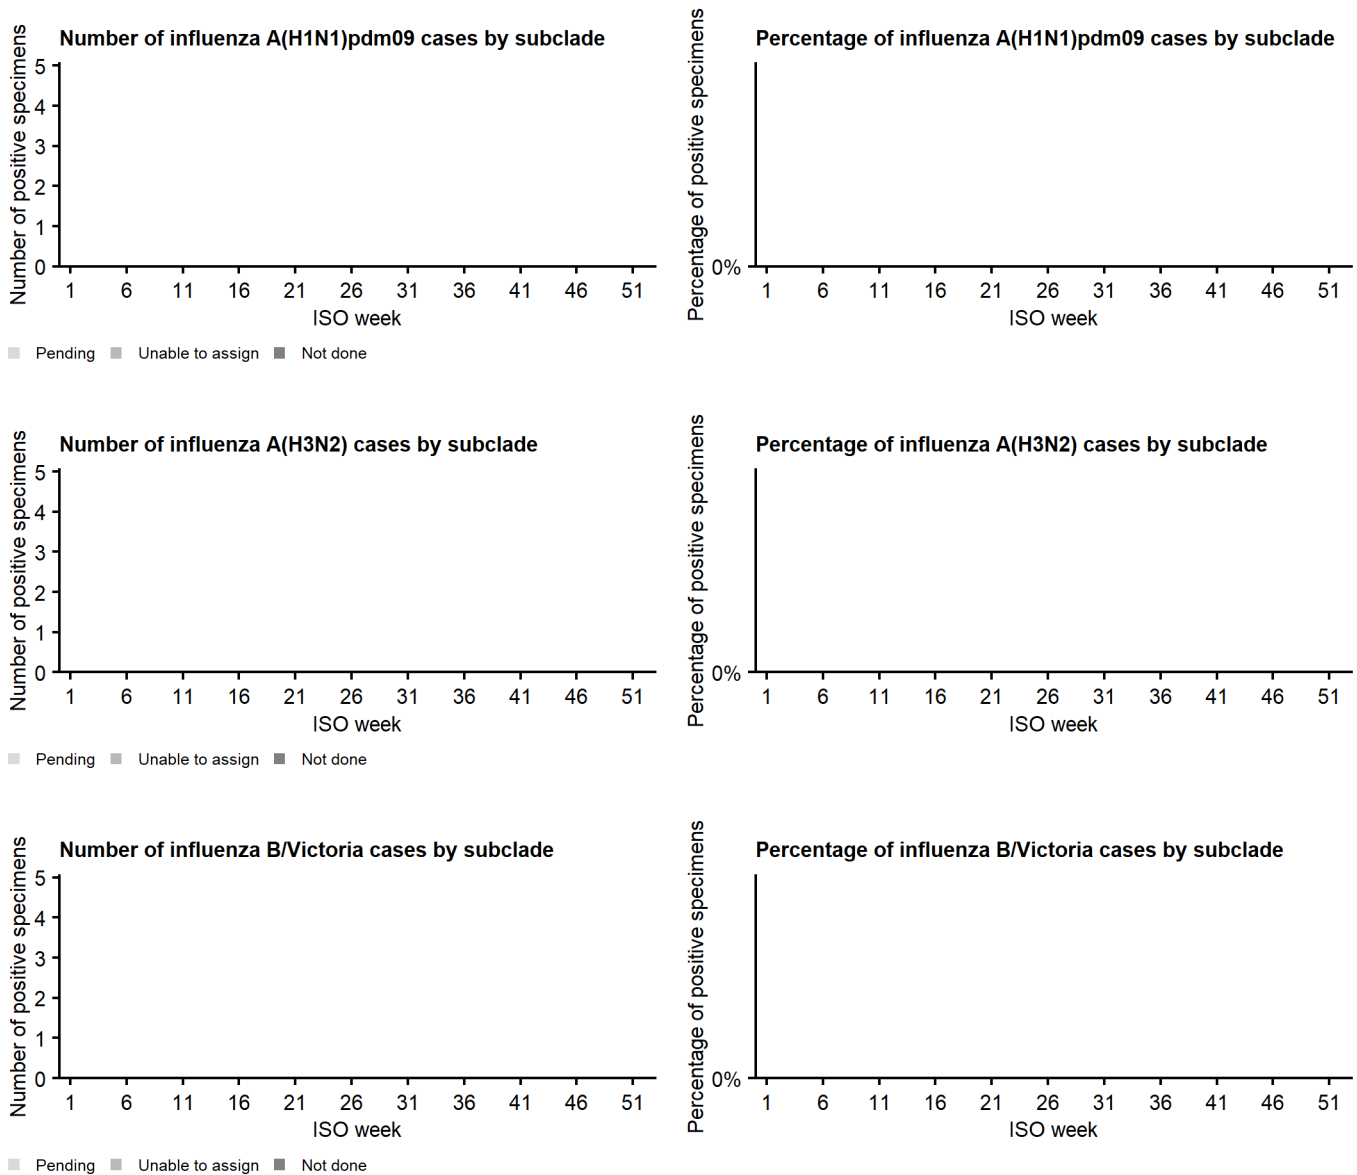 Number of influenza A(H1N1)pdm09 cases by subclade
Number of positive specimens
5
4
3
2
1
0
1 6 11 16 21 26 31 36 41 46 51
ISO week
Pending Unable to assign Not done
Percentage of influenza A(H1N1)pdm09 cases by subclade
Percentage of positive specimens
0%
1 6 11 16 21 26 31 36 41 46 51
ISO week
Number of influenza A(H3N2) cases by subclade
Number of positive specimens
5
4
3
2
1
0
1 6 11 16 21 26 31 36 41 46 51
ISO week
Pending Unable to assign Not done
Percentage of influenza A(H3N2) cases by subclade
Percentage of positive specimens
0%
1 6 11 16 21 26 31 36 41 46 51
ISO week
Number of influenza B/Victoria cases by subclade
Number of positive specimens
5
4
3
2
1
0
1 6 11 16 21 26 31 36 41 46 51
ISO week
Pending Unable to assign Not done
Percentage of influenza B/Victoria cases by subclade
Percentage of positive specimens
0%
1 6 11 16 21 26 31 36 41 46 51
ISO week